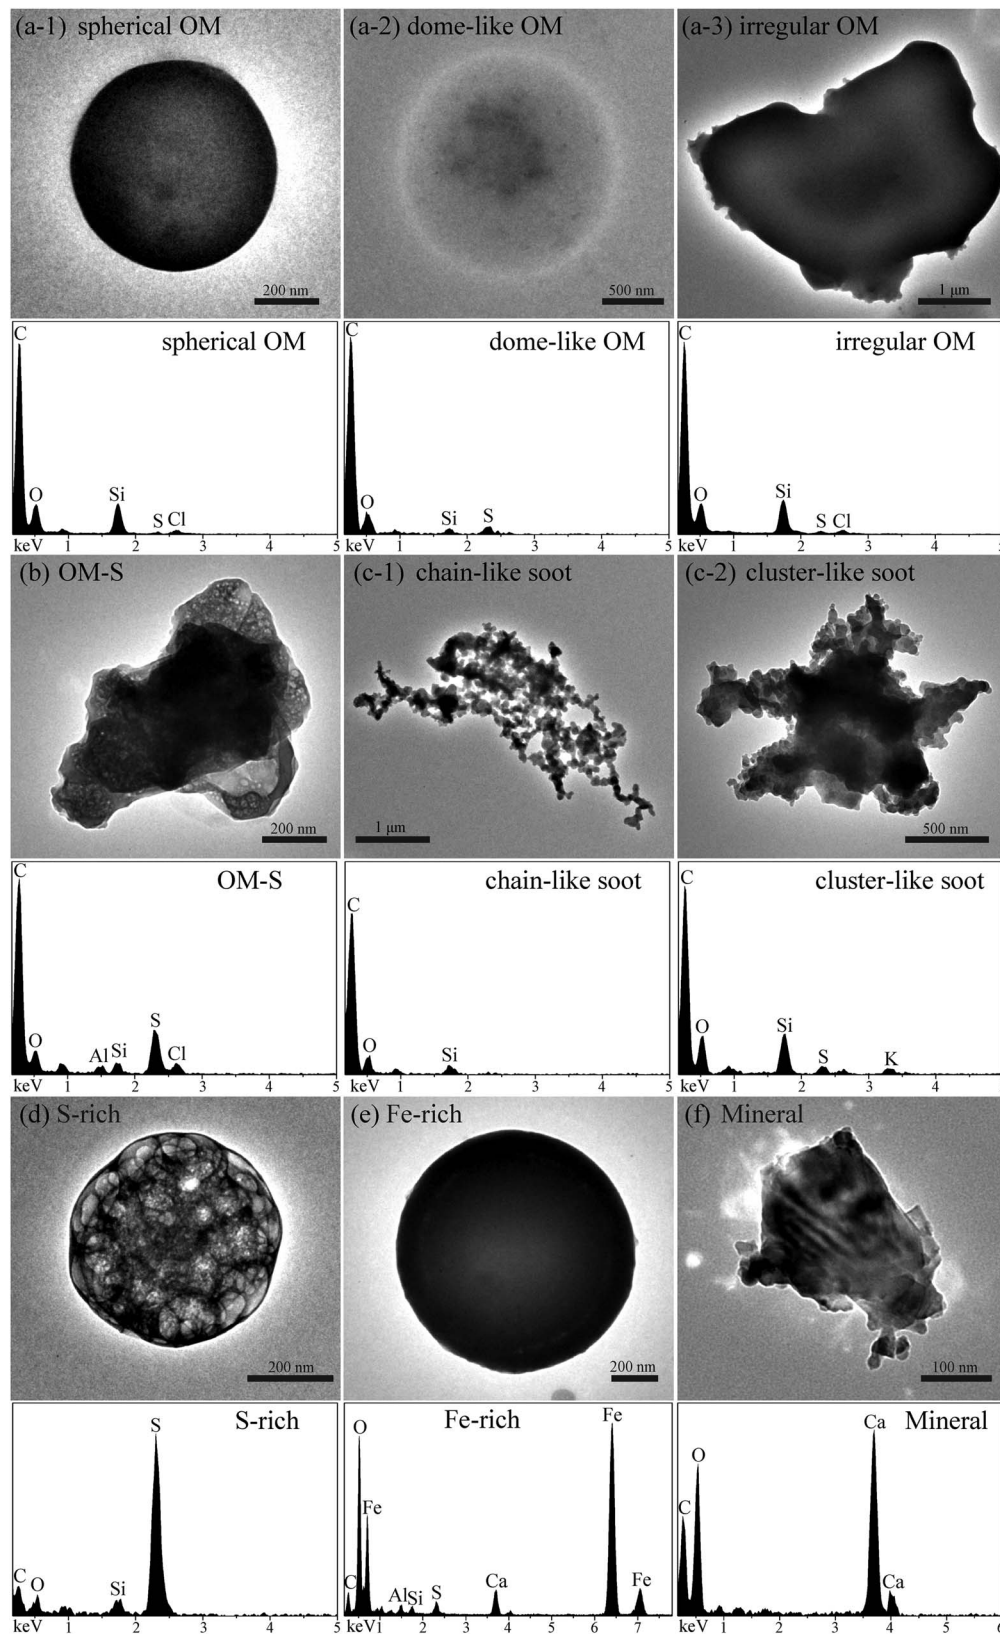 (a-1) spherical OM
200 nm
(a-2) dome-like OM
500 nm
(a-3) irregular OM
1 μm
spherical OM
C
O
Si
S
Cl
keV 1 2 3 4 5
dome-like OM
C
O
Si
S
keV 1 2 3 4 5
irregular OM
C
O
Si
S
Cl
keV 1 2 3 4
(b) OM-S
200 nm
(c-1) chain-like soot
1 μm
(c-2) cluster-like soot
500 nm
OM-S
C
O
Al
Si
S
Cl
keV 1 2 3 4 5
chain-like soot
C
O
Si
keV 1 2 3 4 5
cluster-like soot
C
O
Si
S
K
keV 1 2 3 4
(d) S-rich
200 nm
(e) Fe-rich
200 nm
(f) Mineral
100 nm
S-rich
C
O
Si
S
keV 1 2 3 4 5
Fe-rich
C
O
Fe
Al
Si
S
Ca
Fe
Fe
keV1 2 3 4 5 6 7
Mineral
C
O
Ca
Ca
keV 1 2 3 4 5 6